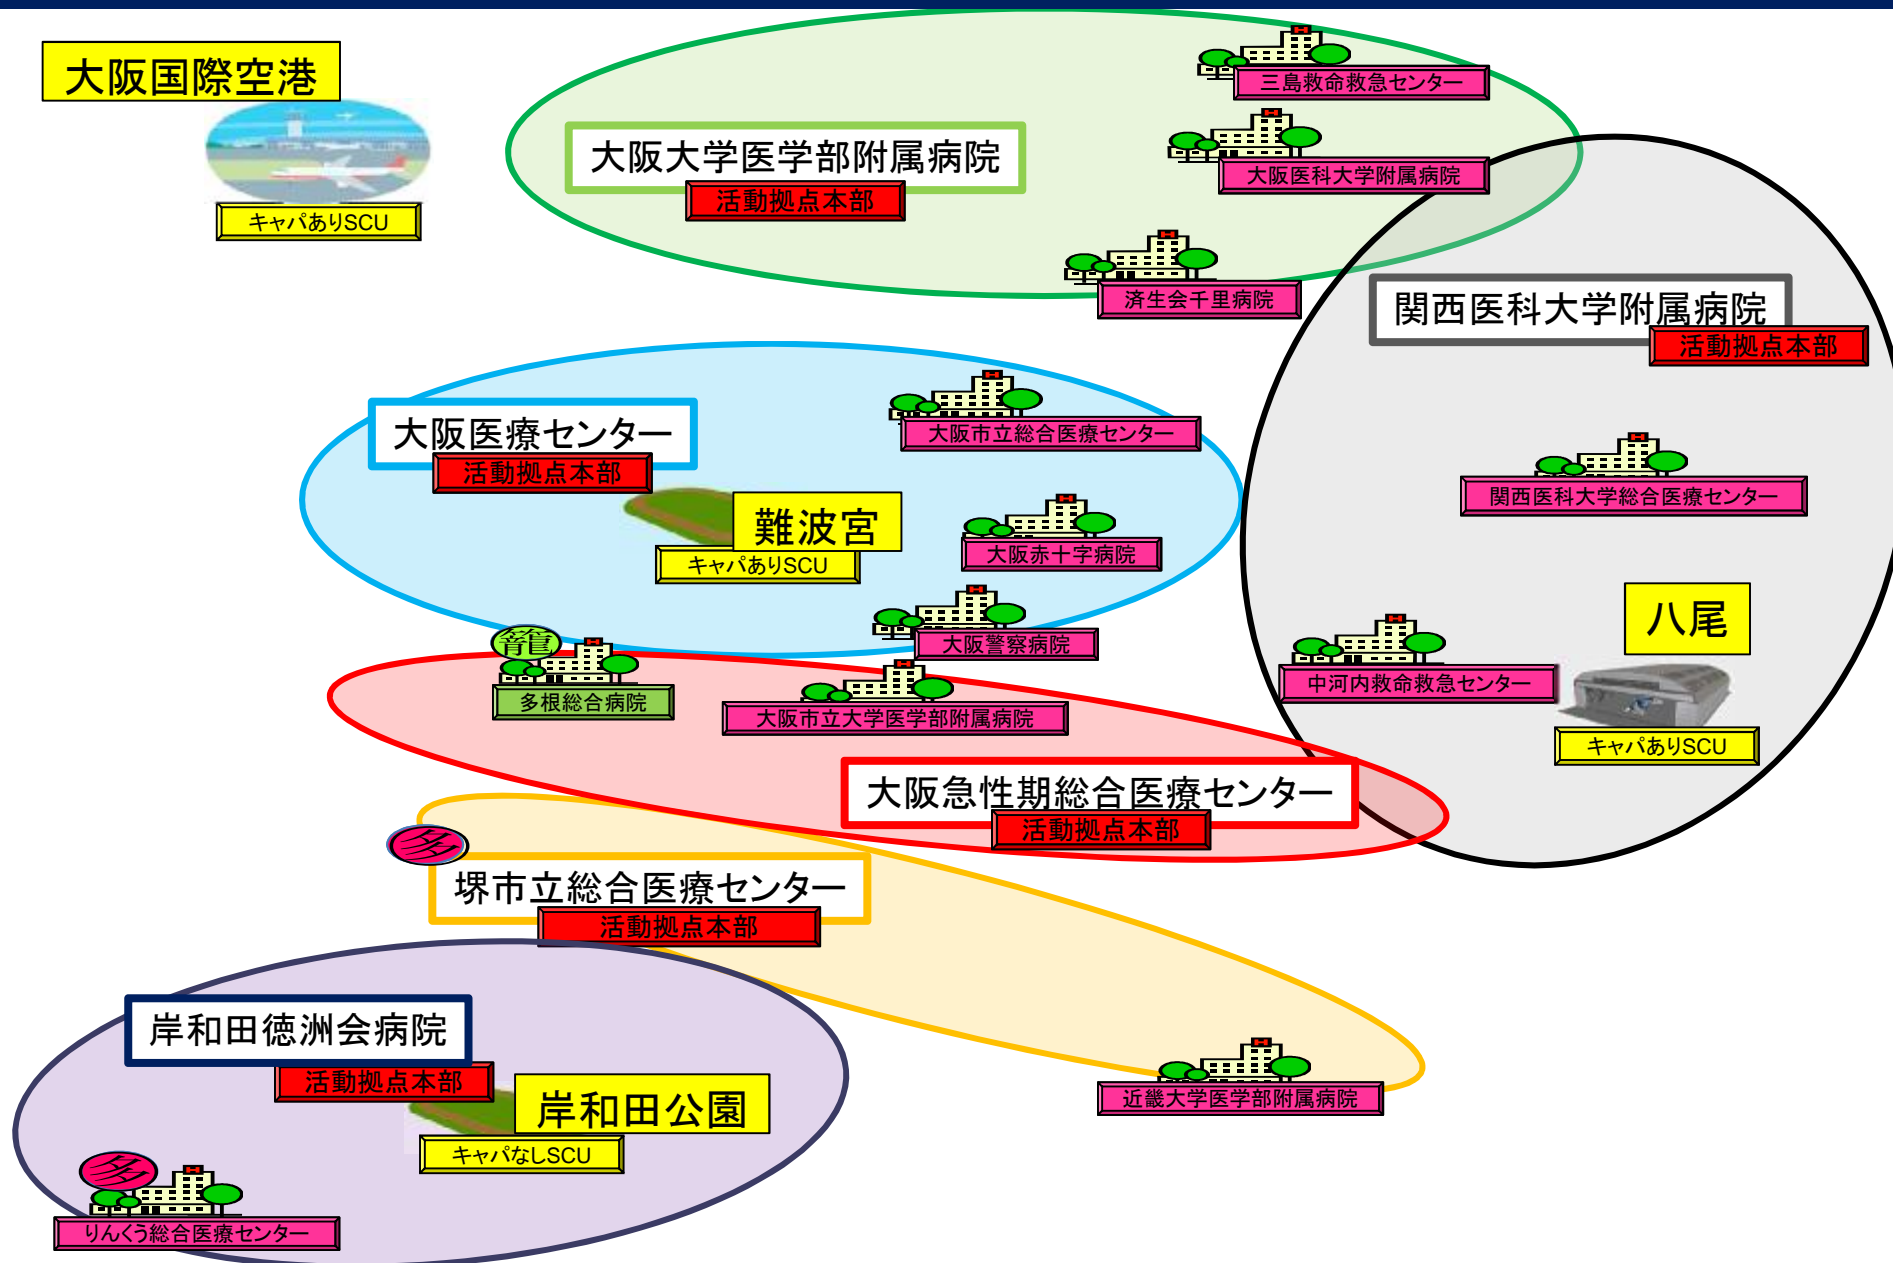 三島救命救急センター
大阪国際空港
キャパありSCU
大阪大学医学部附属病院
活動拠点本部
大阪医科大学附属病院
済生会千里病院
関西医科大学附属病院
活動拠点本部
大阪医療センター
活動拠点本部
大阪市立総合医療センター
関西医科大学総合医療センター
難波宮
キャパありSCU
大阪赤十字病院
大阪警察病院
八尾
中河内救命救急センター
キャパありSCU
籠
多根総合病院
大阪市立大学医学部附属病院
大阪急性期総合医療センター
活動拠点本部
多
堺市立総合医療センター
活動拠点本部
岸和田徳洲会病院
活動拠点本部
岸和田公園
キャパなしSCU
近畿大学医学部附属病院
多
りんくう総合医療センター